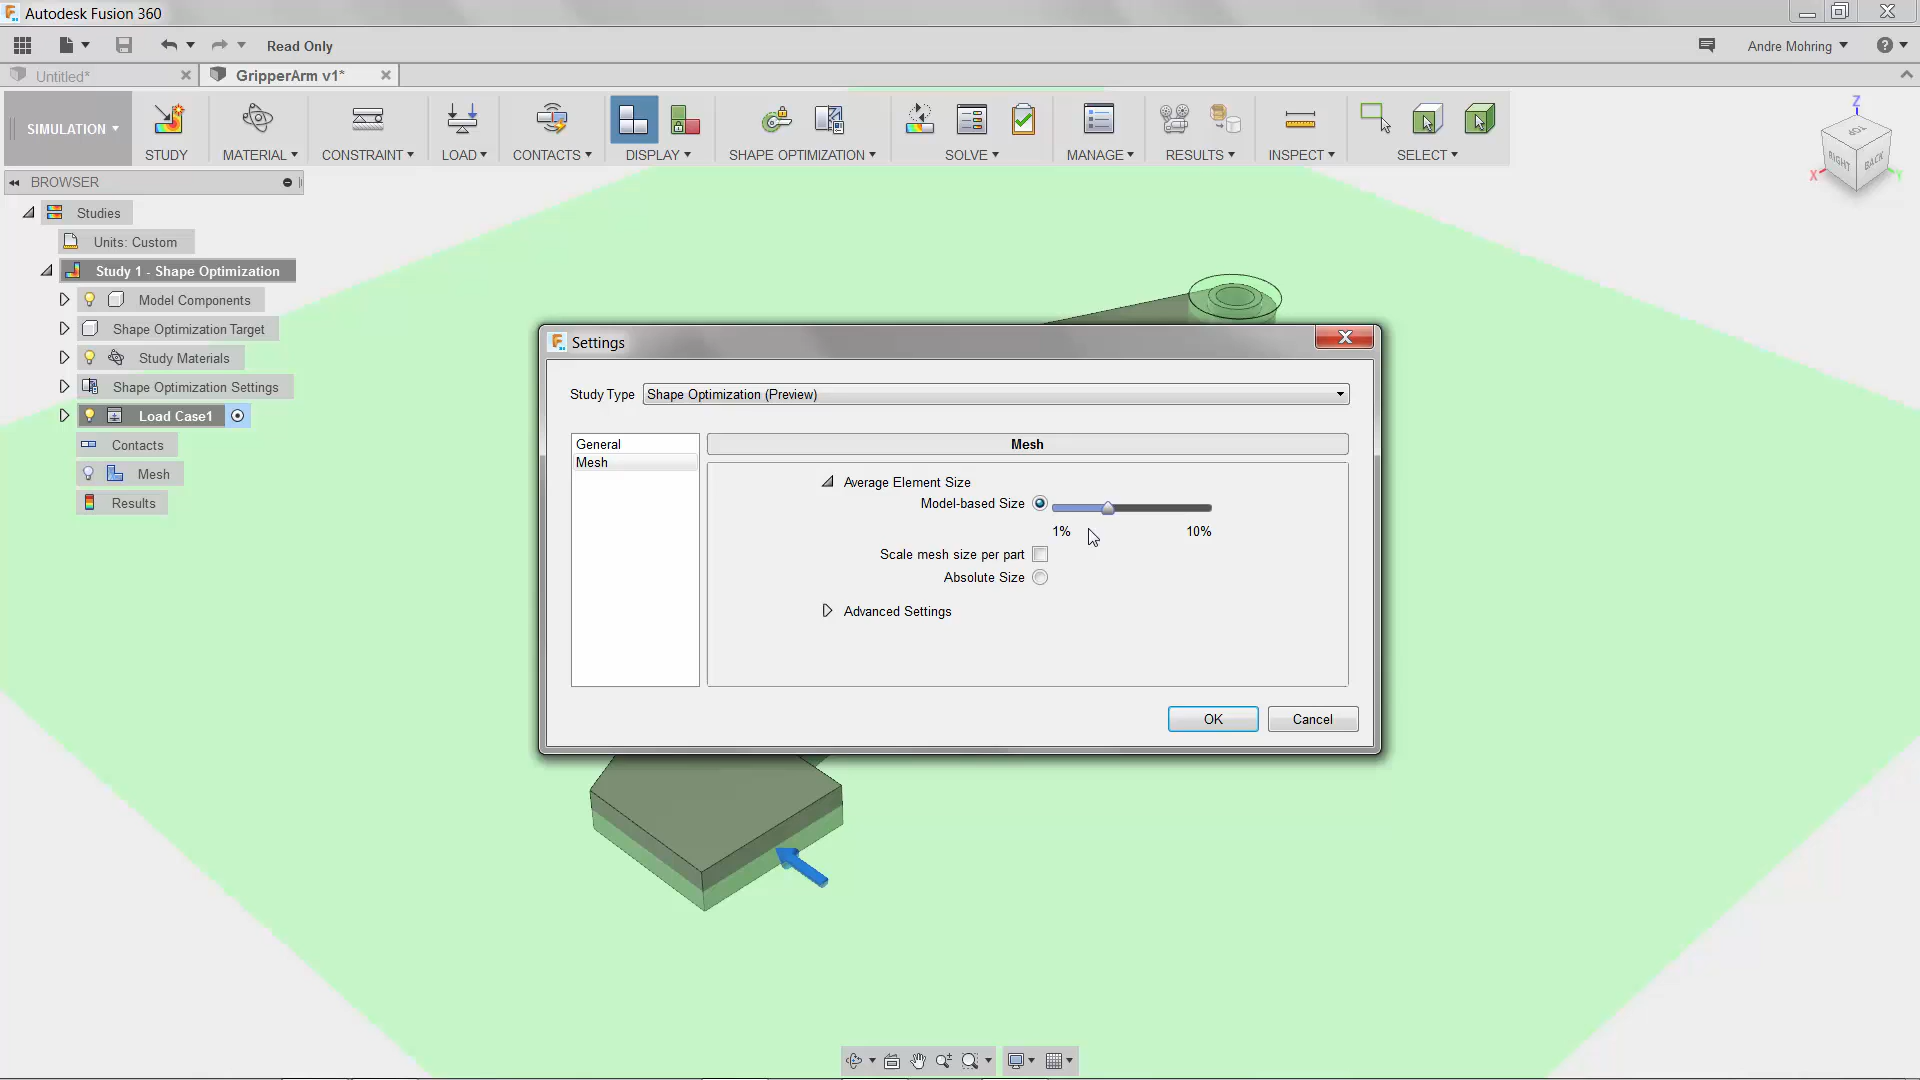 Autodesk Fusion 360
Read Only
Andre Mohring
Untitled*
GripperArm v1*
SIMULATION
STUDY
MATERIAL
CONSTRAINT
LOAD
CONTACTS
DISPLAY
SHAPE OPTIMIZATION
SOLVE
MANAGE
RESULTS
INSPECT
SELECT
Z
TOP
RIGHT
BACK
X
Y
BROWSER
Studies
Units: Custom
Study 1 - Shape Optimization
Model Components
Shape Optimization Target
Study Materials
Shape Optimization Settings
Load Case1
Contacts
Mesh
Results
Settings
Study Type
Shape Optimization (Preview)
General
Mesh
Mesh
Average Element Size
Model-based Size
1%
10%
Scale mesh size per part
Absolute Size
Advanced Settings
OK
Cancel